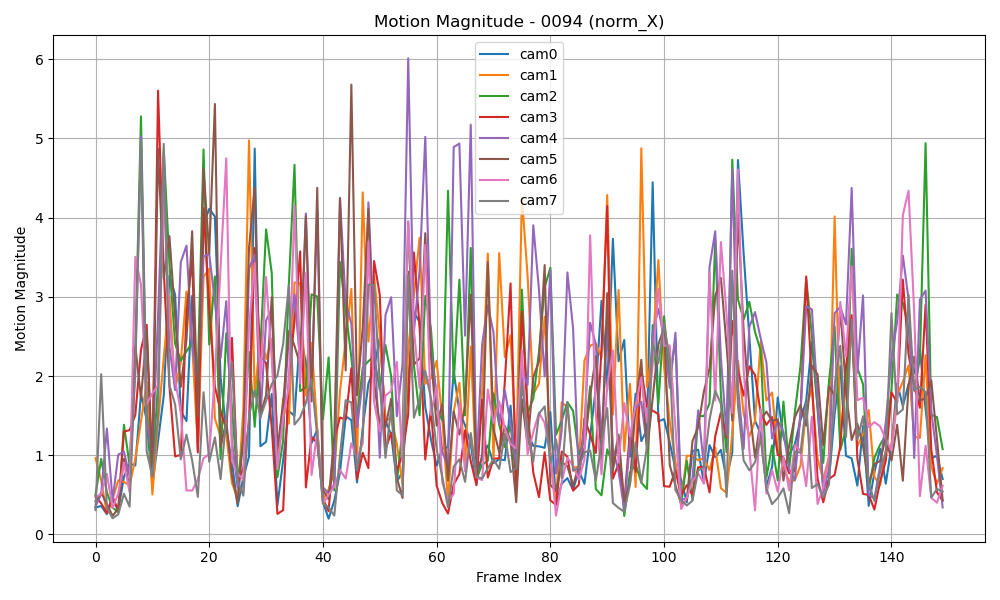 Motion Magnitude - 0094 (norm_X)
cam0
cam1
cam2
cam3
cam4
cam5
cam6
cam7
Motion Magnitude
6
5
4
3
2
1
0
0 20 40 60 80 100 120 140
Frame Index